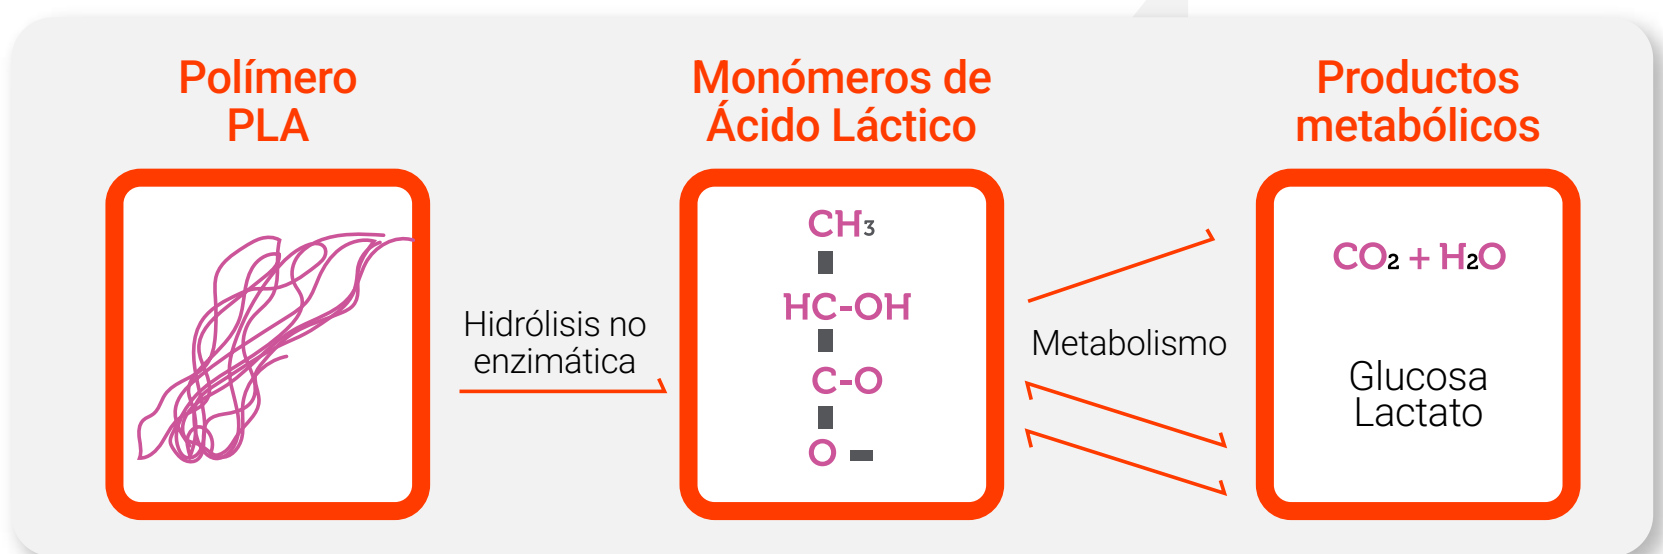 Polímero
PLA
Monómeros de
Ácido Láctico
Productos
metabólicos
Hidrólisis no
enzimática
CH₃
HC-OH
C-O
O -
Metabolismo
CO₂ + H₂O
Glucosa
Lactato